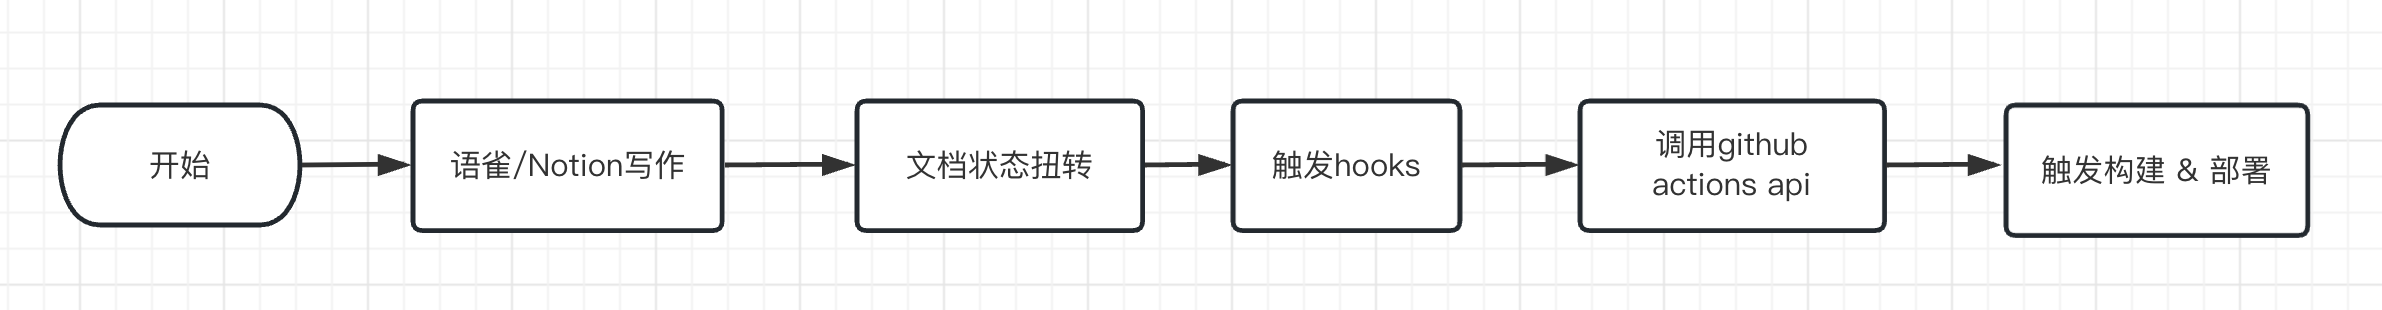 开始
语雀/Notion写作
文档状态扭转
触发hooks
调用github
actions api
触发构建 & 部署